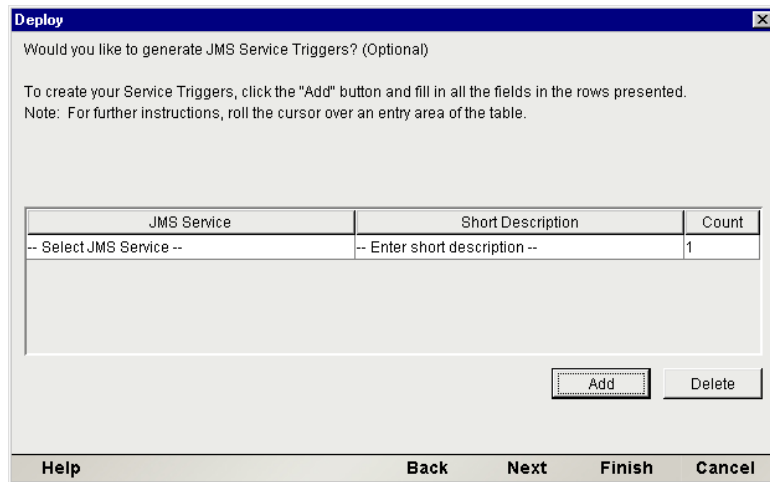 Deploy
Would you like to generate JMS Service Triggers? (Optional)
To create your Service Triggers, click the "Add" button and fill in all the fields in the rows presented.
Note:  For further instructions, roll the cursor over an entry area of the table.
JMS Service Short Description Count
-- Select JMS Service -- -- Enter short description -- 1
Add Delete
Help Back Next Finish Cancel